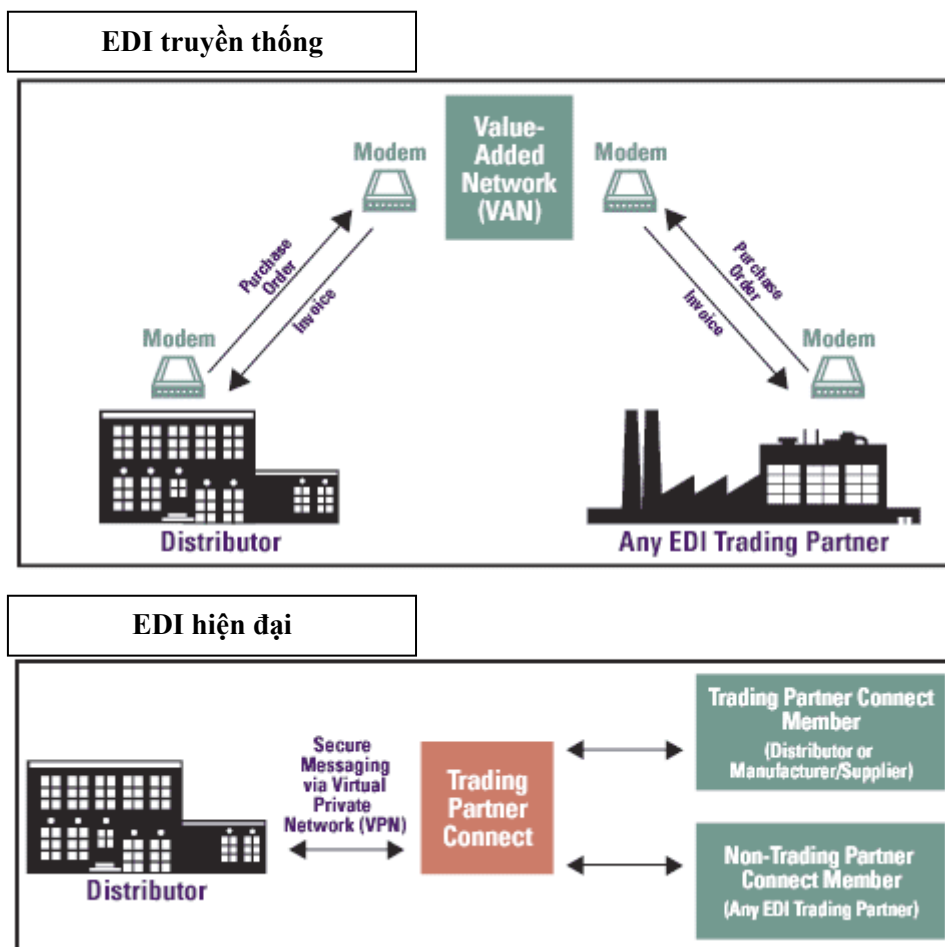 EDI truyền thống
Value-
Added
Network
(VAN)
Modem
Modem
Purchase
Order
Invoice
Purchase
Order
Invoice
Modem
Modem
Distributor
Any EDI Trading Partner
EDI hiện đại
Secure
Messaging
via Virtual
Private
Network (VPN)
Trading
Partner
Connect
Trading Partner Connect
Member
(Distributor or
Manufacturer/Supplier)
Non-Trading Partner
Connect Member
(Any EDI Trading Partner)
Distributor